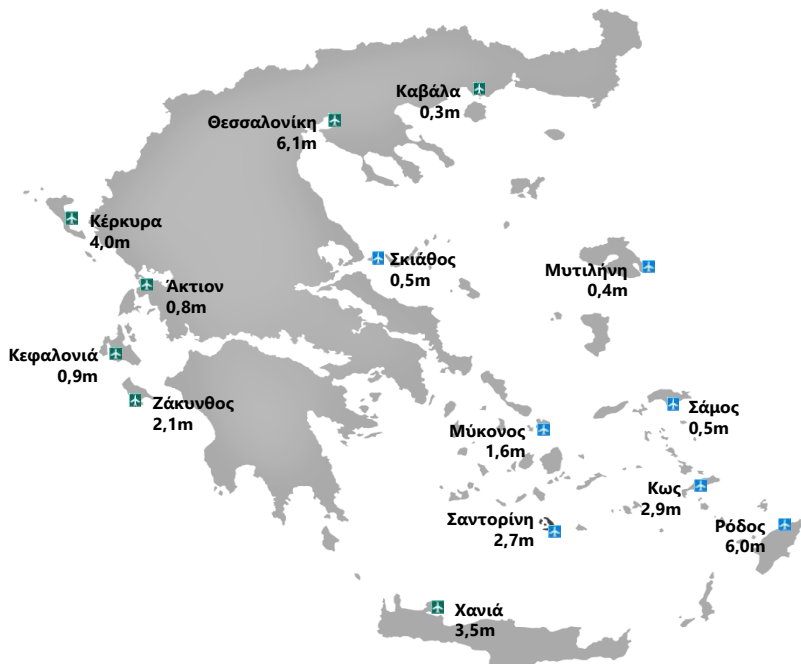 Καβάλα
0,3m
Θεσσαλονίκη
6,1m
Κέρκυρα
4,0m
Σκιάθος
0,5m
Μυτιλήνη
0,4m
Άκτιον
0,8m
Κεφαλονιά
0,9m
Ζάκυνθος
2,1m
Σάμος
0,5m
Μύκονος
1,6m
Κως
2,9m
Σαντορίνη
2,7m
Ρόδος
6,0m
Χανιά
3,5m